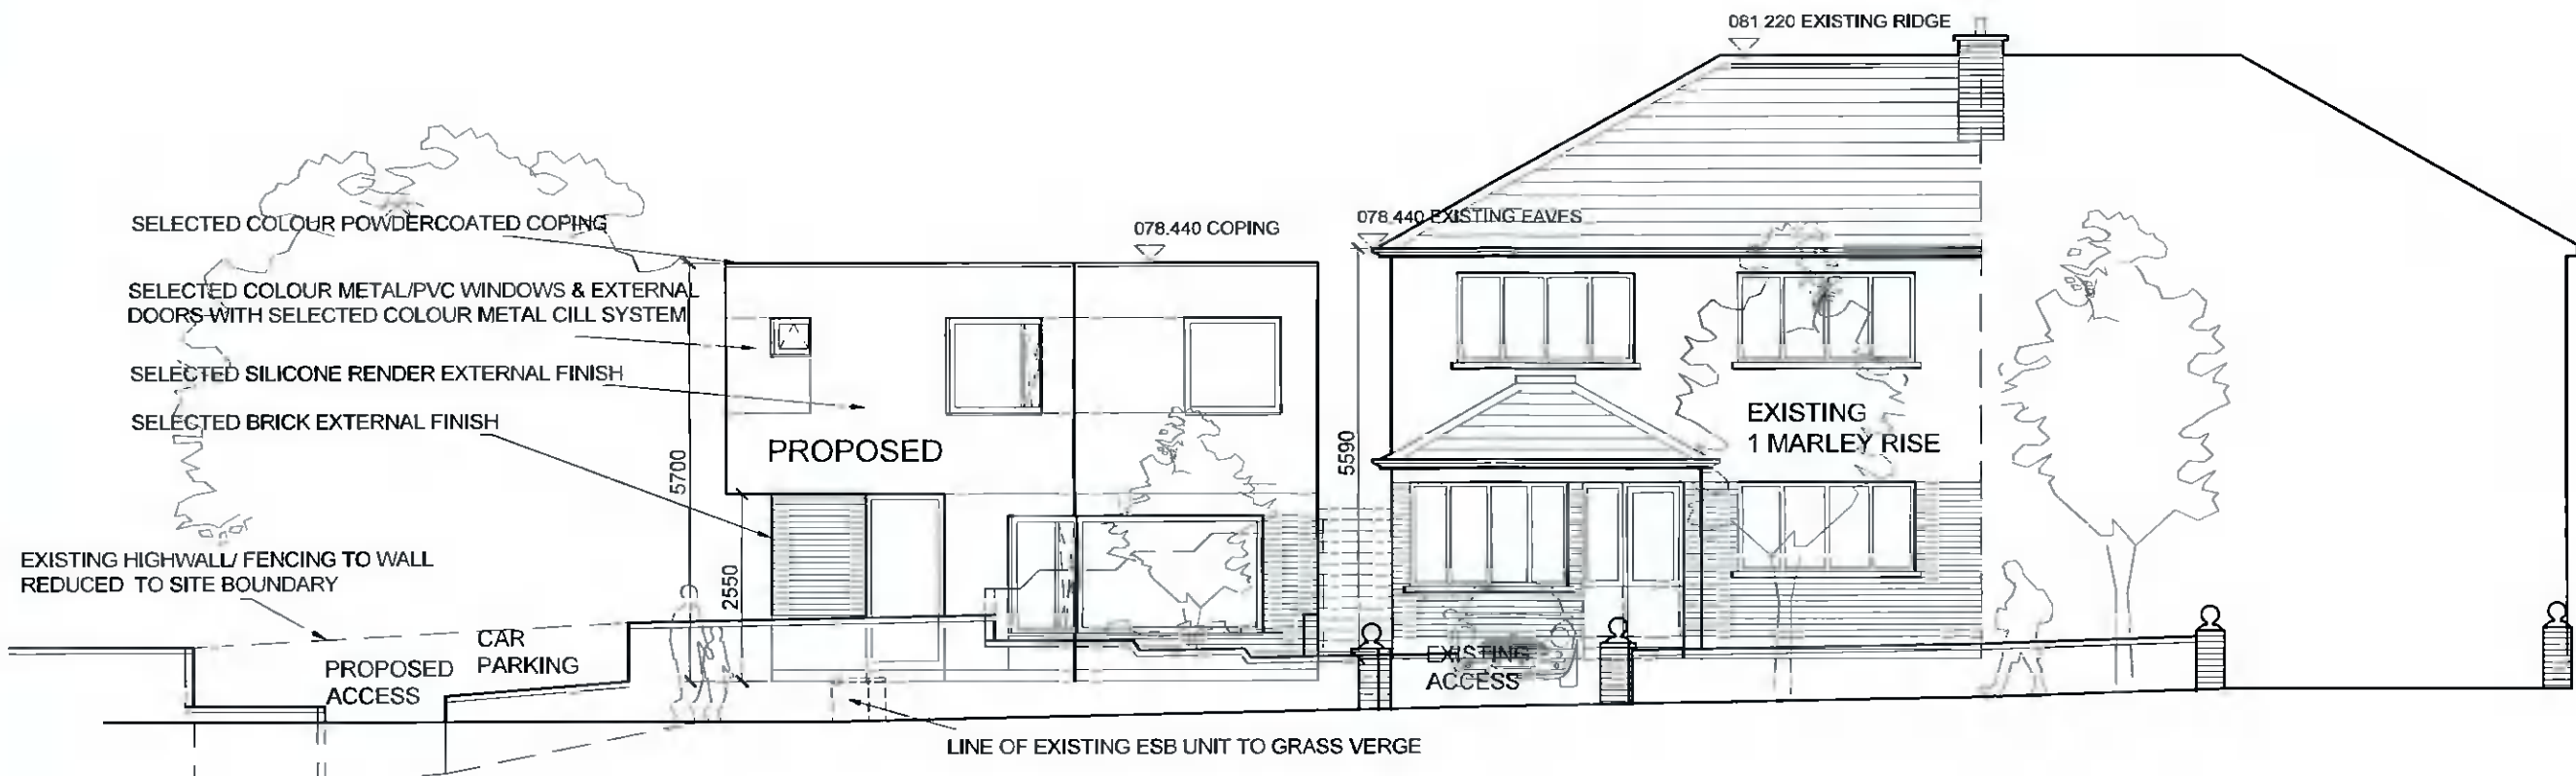 081 220 EXISTING RIDGE
SELECTED COLOUR POWDERCOATED COPING
078.440 COPING
078.440 EXISTING EAVES
SELECTED COLOUR METAL/PVC WINDOWS & EXTERNAL
DOORS WITH SELECTED COLOUR METAL CILL SYSTEM
SELECTED SILICONE RENDER EXTERNAL FINISH
SELECTED BRICK EXTERNAL FINISH
PROPOSED
EXISTING
1 MARLEY RISE
5700
5590
2550
EXISTING HIGHWALL/ FENCING TO WALL
REDUCED TO SITE BOUNDARY
CAR
PARKING
PROPOSED
ACCESS
EXISTING
ACCESS
LINE OF EXISTING ESB UNIT TO GRASS VERGE